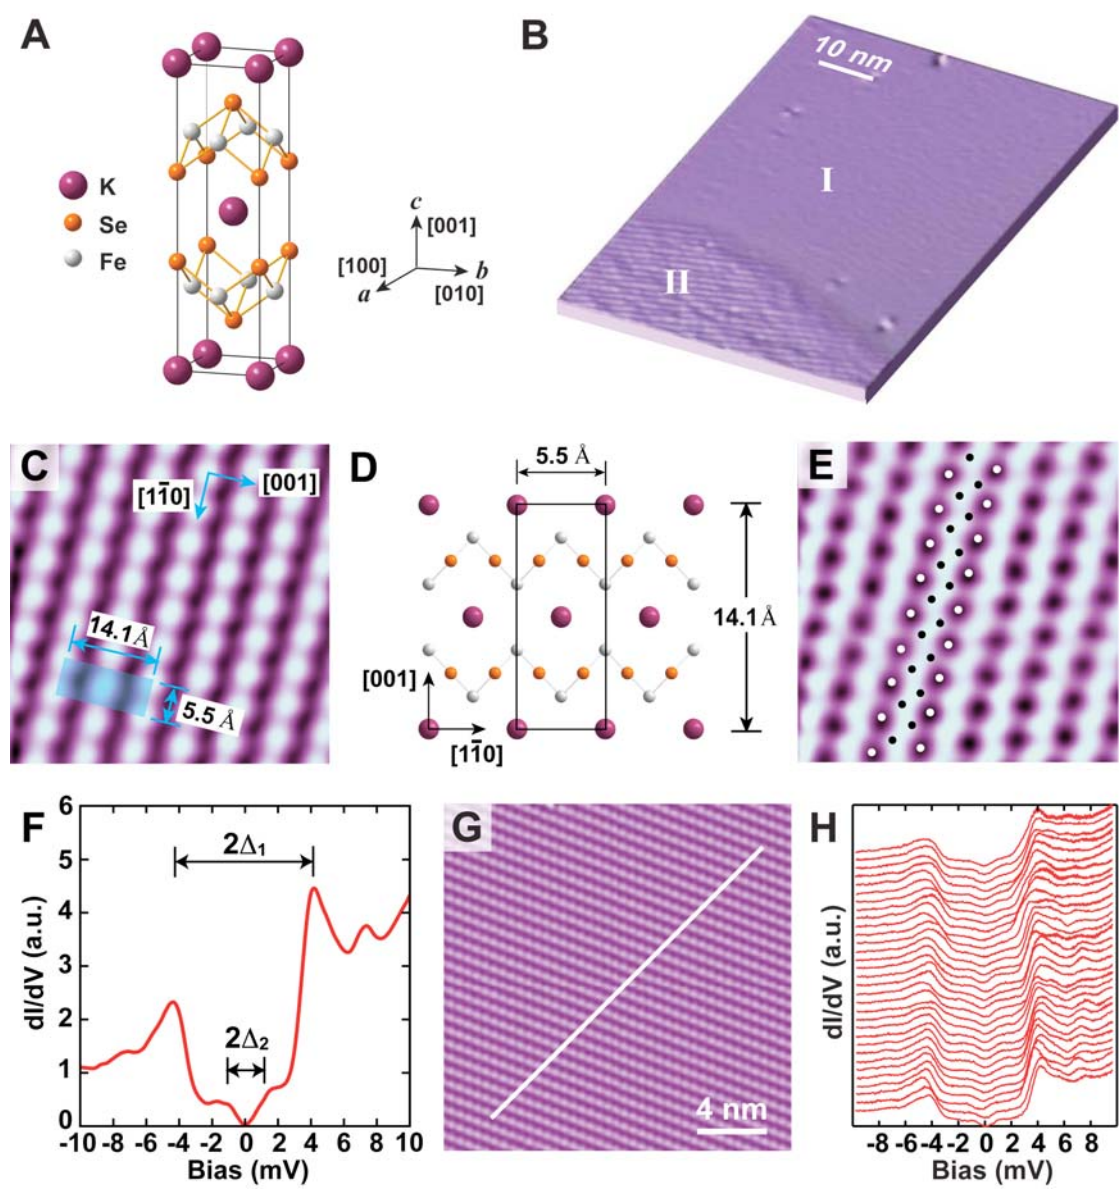 A
K
Se
Fe
c
[001]
[100]
a
b
[010]
B
10 nm
I
II
C
[11̅0]
[001]
14.1 Å
5.5 Å
D
5.5 Å
14.1 Å
[001]
[11̅0]
E
F
6
5
4
3
2
1
0
dI/dV (a.u.)
2Δ₁
2Δ₂
-10 -8 -6 -4 -2 0 2 4 6 8 10
Bias (mV)
G
4 nm
H
dI/dV (a.u.)
-8 -6 -4 -2 0 2 4 6 8
Bias (mV)